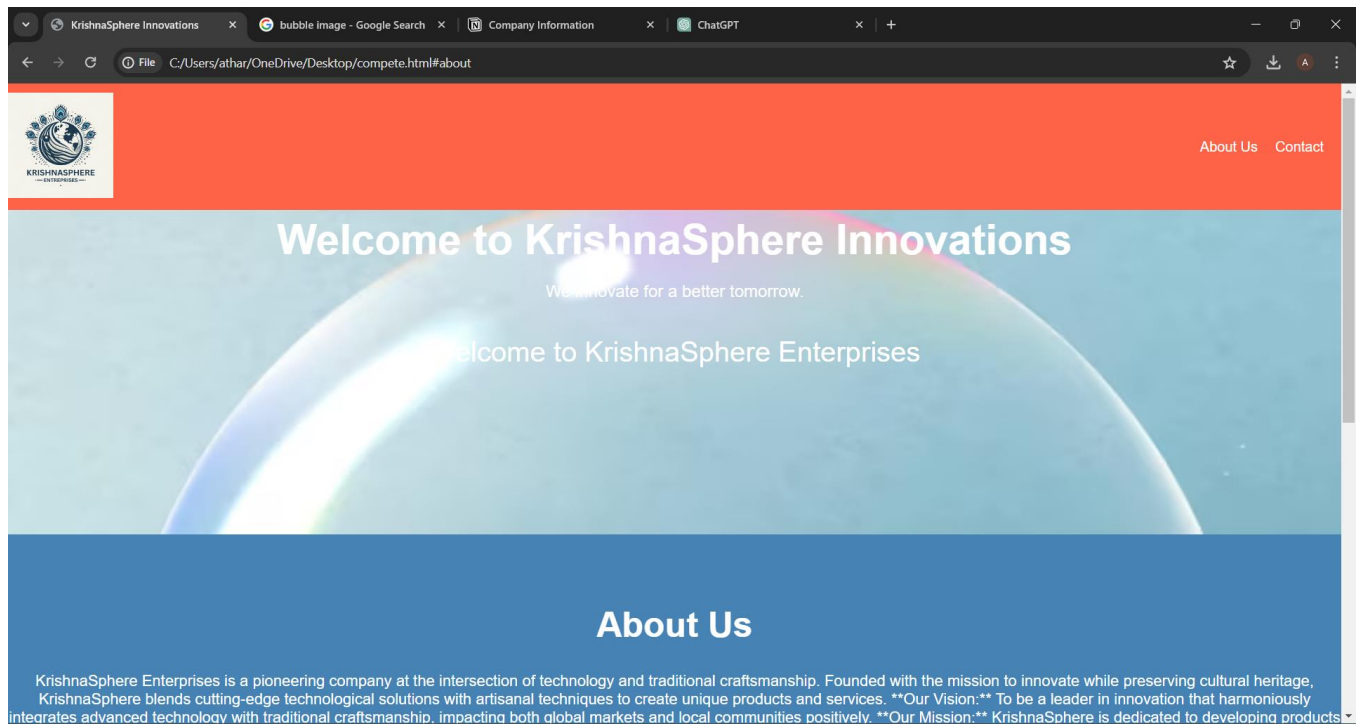 KrishnaSphere Innovations
bubble image - Google Search
Company Information
ChatGPT
File C:/Users/athar/OneDrive/Desktop/compete.html#about
A
KRISHNASPHERE
ENTREPRISES
About Us Contact
Welcome to KrishnaSphere Innovations
We innovate for a better tomorrow.
elcome to KrishnaSphere Enterprises
About Us
KrishnaSphere Enterprises is a pioneering company at the intersection of technology and traditional craftsmanship. Founded with the mission to innovate while preserving cultural heritage,
KrishnaSphere blends cutting-edge technological solutions with artisanal techniques to create unique products and services. **Our Vision:** To be a leader in innovation that harmoniously
integrates advanced technology with traditional craftsmanship, impacting both global markets and local communities positively. **Our Mission:** KrishnaSphere is dedicated to developing products